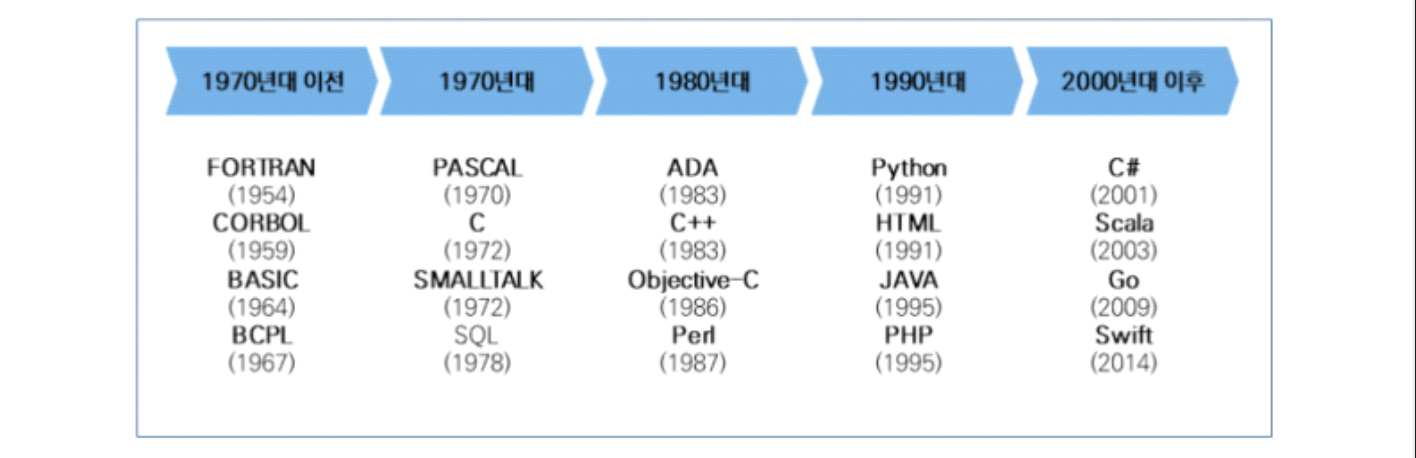 1970년대 이전
1970년대
1980년대
1990년대
2000년대 이후
FORTRAN
(1954)
CORBOL
(1959)
BASIC
(1964)
BCPL
(1967)
PASCAL
(1970)
C
(1972)
SMALLTALK
(1972)
SQL
(1978)
ADA
(1983)
C++
(1983)
Objective-C
(1986)
Perl
(1987)
Python
(1991)
HTML
(1991)
JAVA
(1995)
PHP
(1995)
C#
(2001)
Scala
(2003)
Go
(2009)
Swift
(2014)